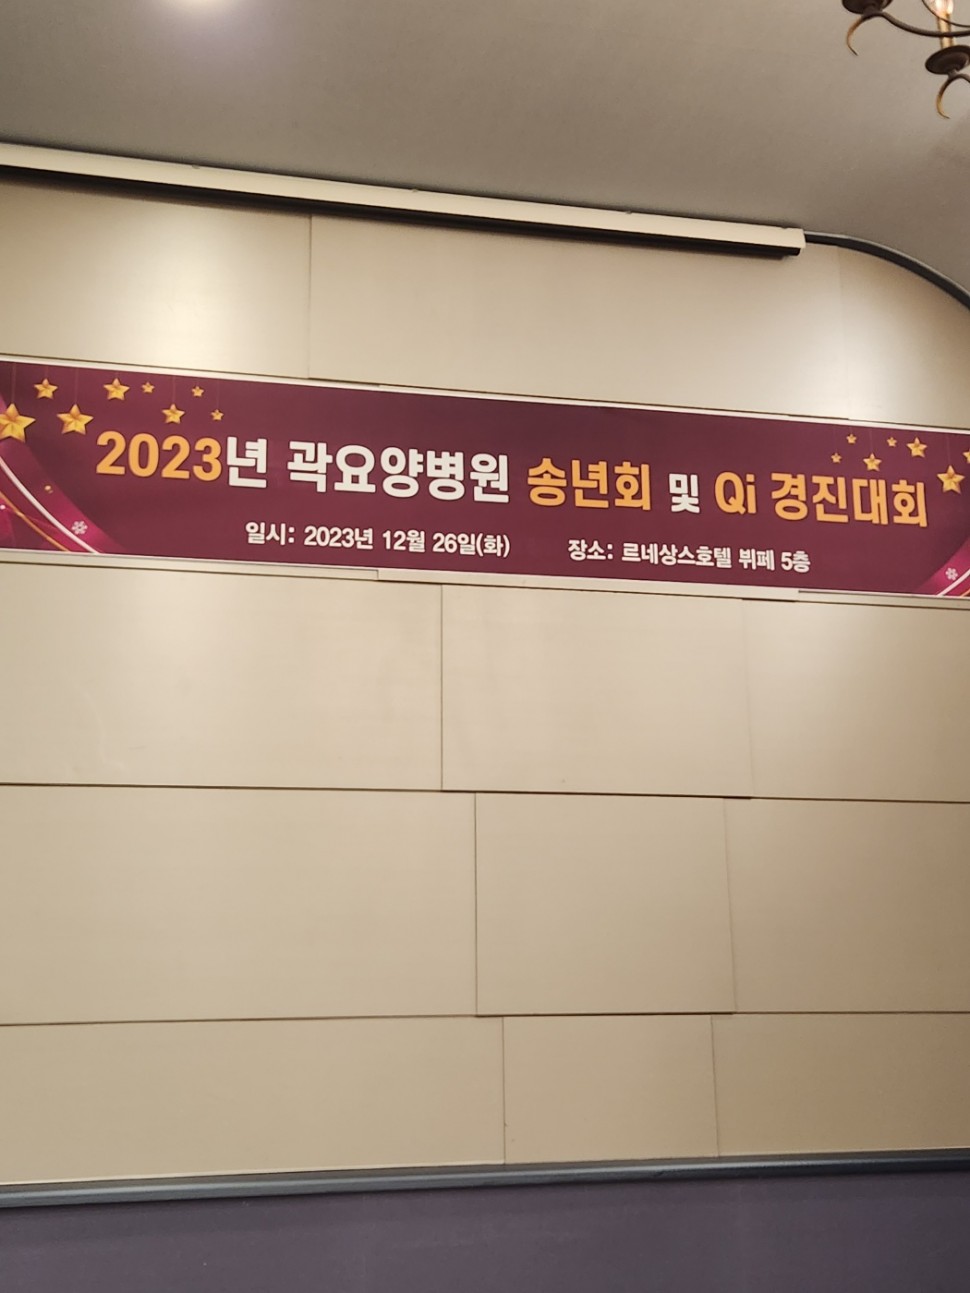 2023년 곽요양병원 송년회 및 Qi 경진대회
일시: 2023년 12월 26일(화) 장소: 르네상스호텔 뷔페 5층